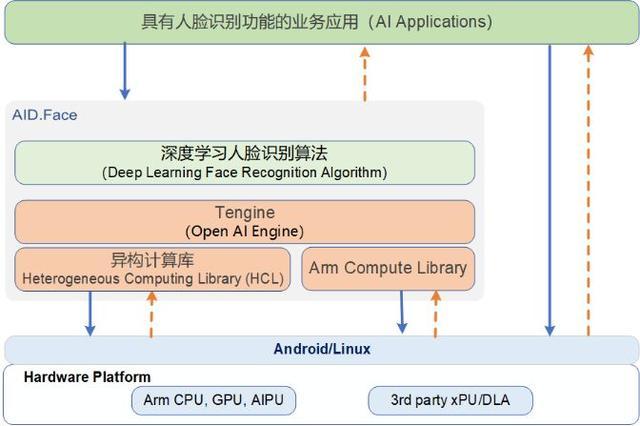 具有人脸识别功能的业务应用（AI Applications）
AID.Face
深度学习人脸识别算法
（Deep Learning Face Recognition Algorithm）
Tengine
（Open AI Engine）
异构计算库
Heterogeneous Computing Library (HCL)
Arm Compute Library
Android/Linux
Hardware Platform
Arm CPU, GPU, AIPU
3rd party xPU/DLA